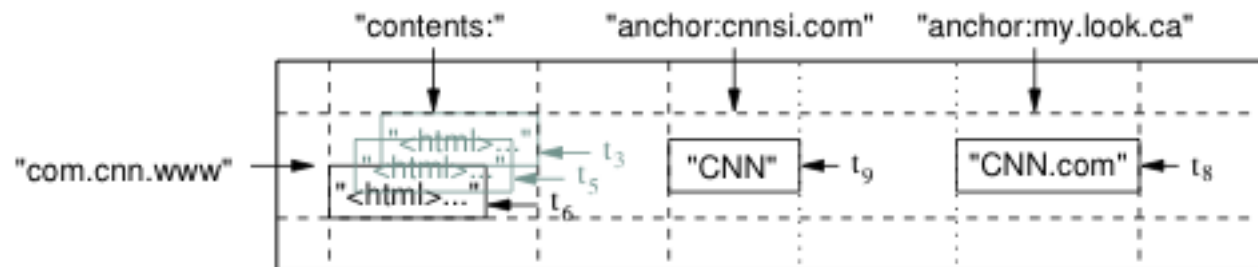 "contents:" "anchor:cnnsi.com" "anchor:my.look.ca"
"<html>..." t3
"com.cnn.www" "<html>..." t5 "CNN" t9 "CNN.com" t8
"<html>..." t6